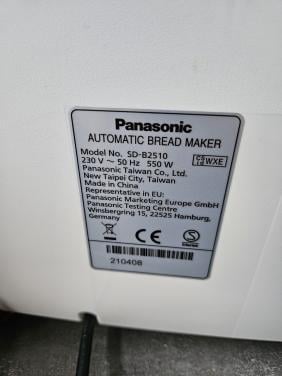 Panasonic
AUTOMATIC BREAD MAKER
Model No. SD-B2510
230 V ~ 50 Hz 550 W
Panasonic Taiwan Co., Ltd.
New Taipei City, Taiwan
Made in China
Representative in EU:
Panasonic Marketing Europe GmbH
Panasonic Testing Centre
Winsbergring 15, 22525 Hamburg,
Germany
WXE
CE
210408